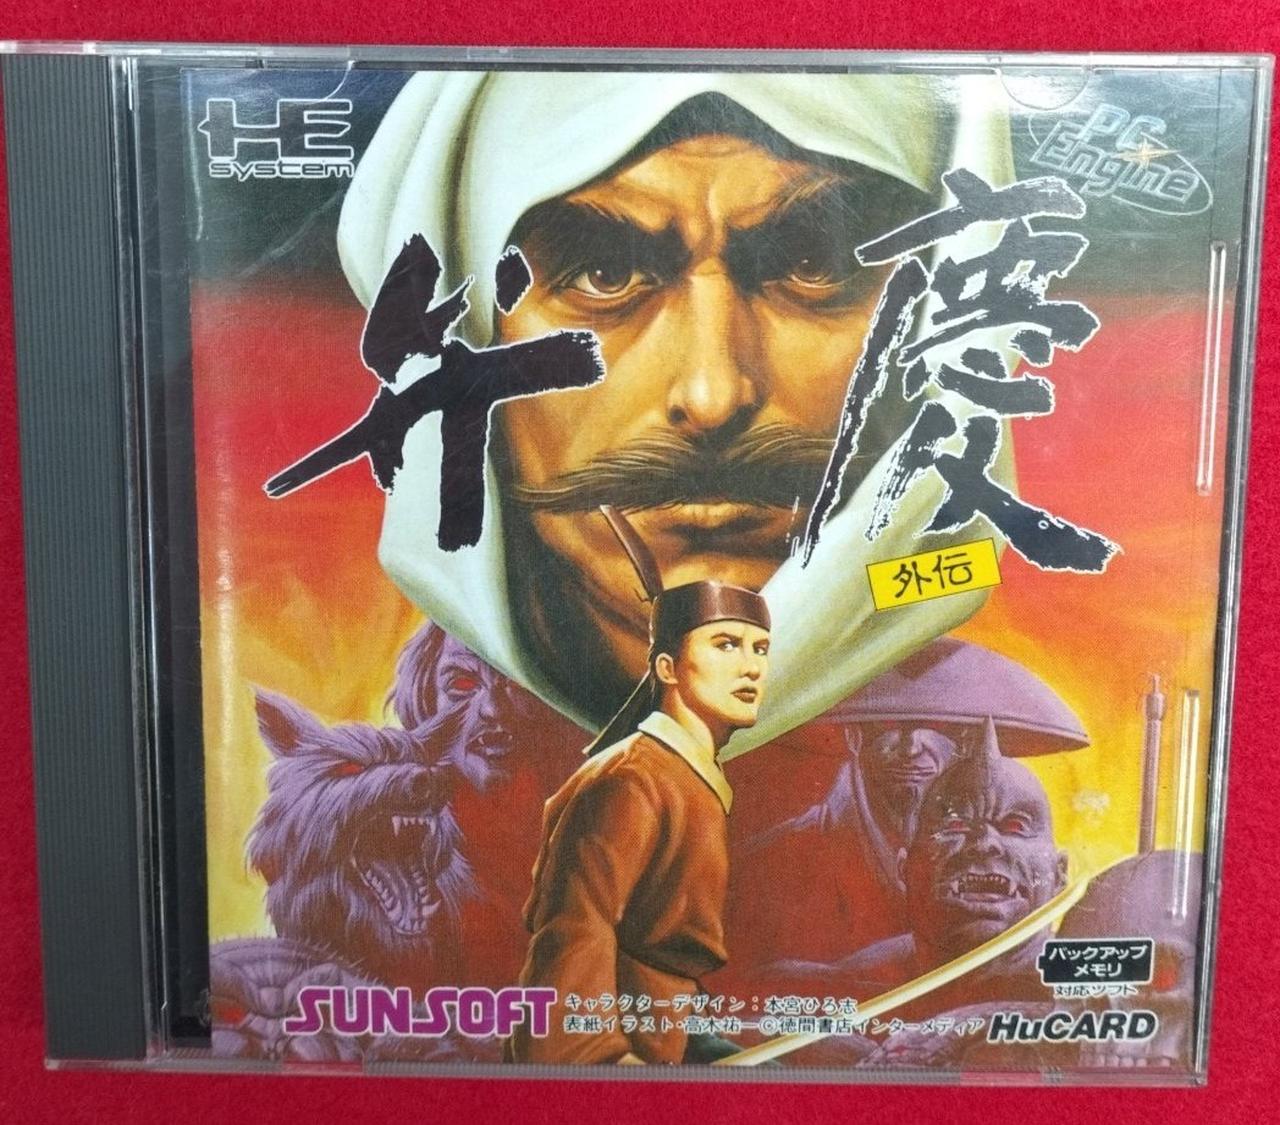 HE
system
PC
Engine
弁慶
外伝
バックアップ
メモリ
対応ソフト
SUNSOFT
キャラクターデザイン：本宮ひろ志
表紙イラスト・高木祐一©徳間書店インターメディア
HuCARD